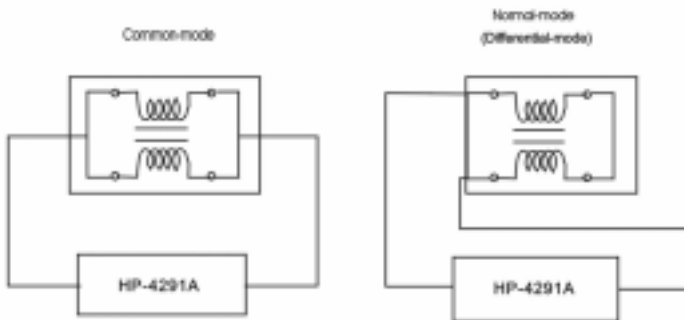 Common-mode
Normal-mode
(Differential-mode)
HP-4291A
HP-4291A